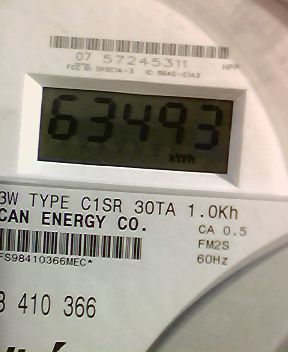 07 57245311
63493
kWh
3W TYPE C1SR 30TA 1.0Kh
CAN ENERGY CO.
CA 0.5
FM2S
60Hz
FS98410366MEC*
410 366